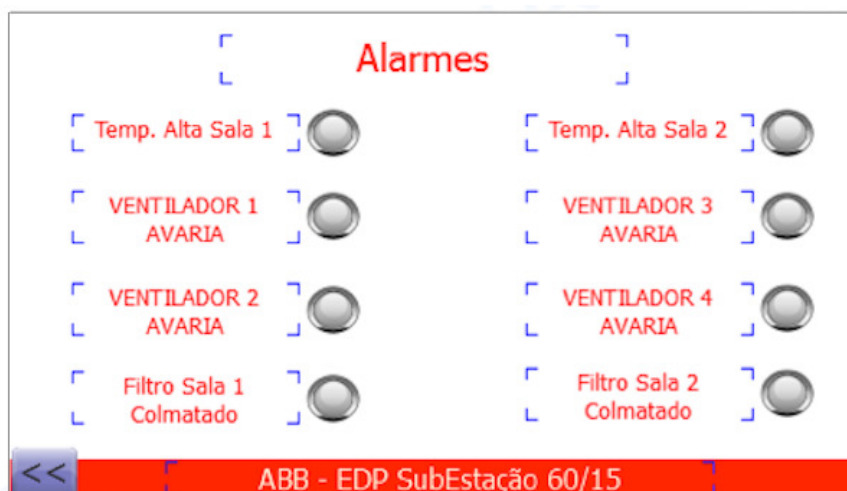 Alarmes
Temp. Alta Sala 1
Temp. Alta Sala 2
VENTILADOR 1
AVARIA
VENTILADOR 3
AVARIA
VENTILADOR 2
AVARIA
VENTILADOR 4
AVARIA
Filtro Sala 1
Colmatado
Filtro Sala 2
Colmatado
<<
ABB - EDP SubEstação 60/15